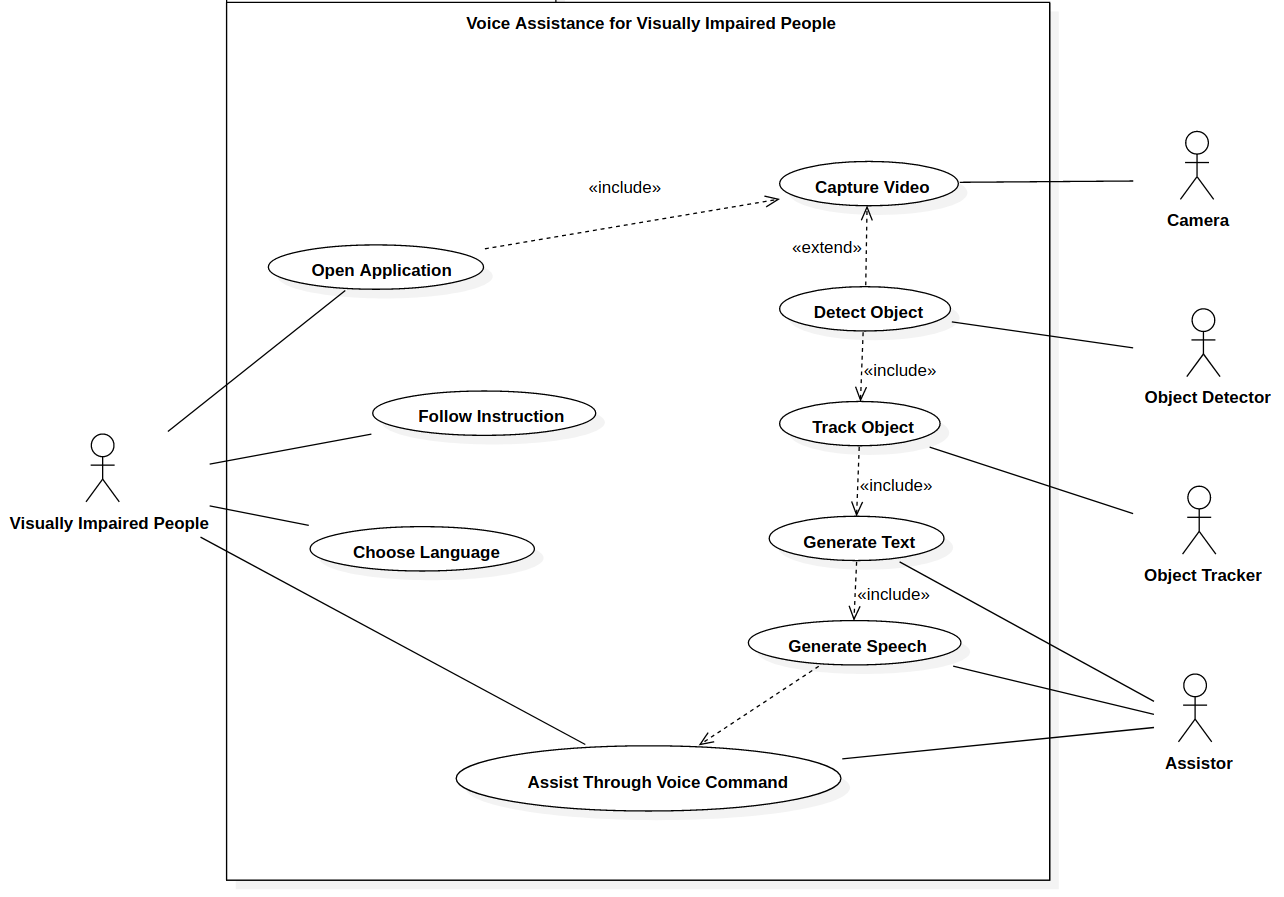 Voice Assistance for Visually Impaired People
«include»
Capture Video
Camera
«extend»
Open Application
Detect Object
Object Detector
«include»
Follow Instruction
Track Object
«include»
Visually Impaired People
Choose Language
Generate Text
Object Tracker
«include»
Generate Speech
Assistor
Assist Through Voice Command